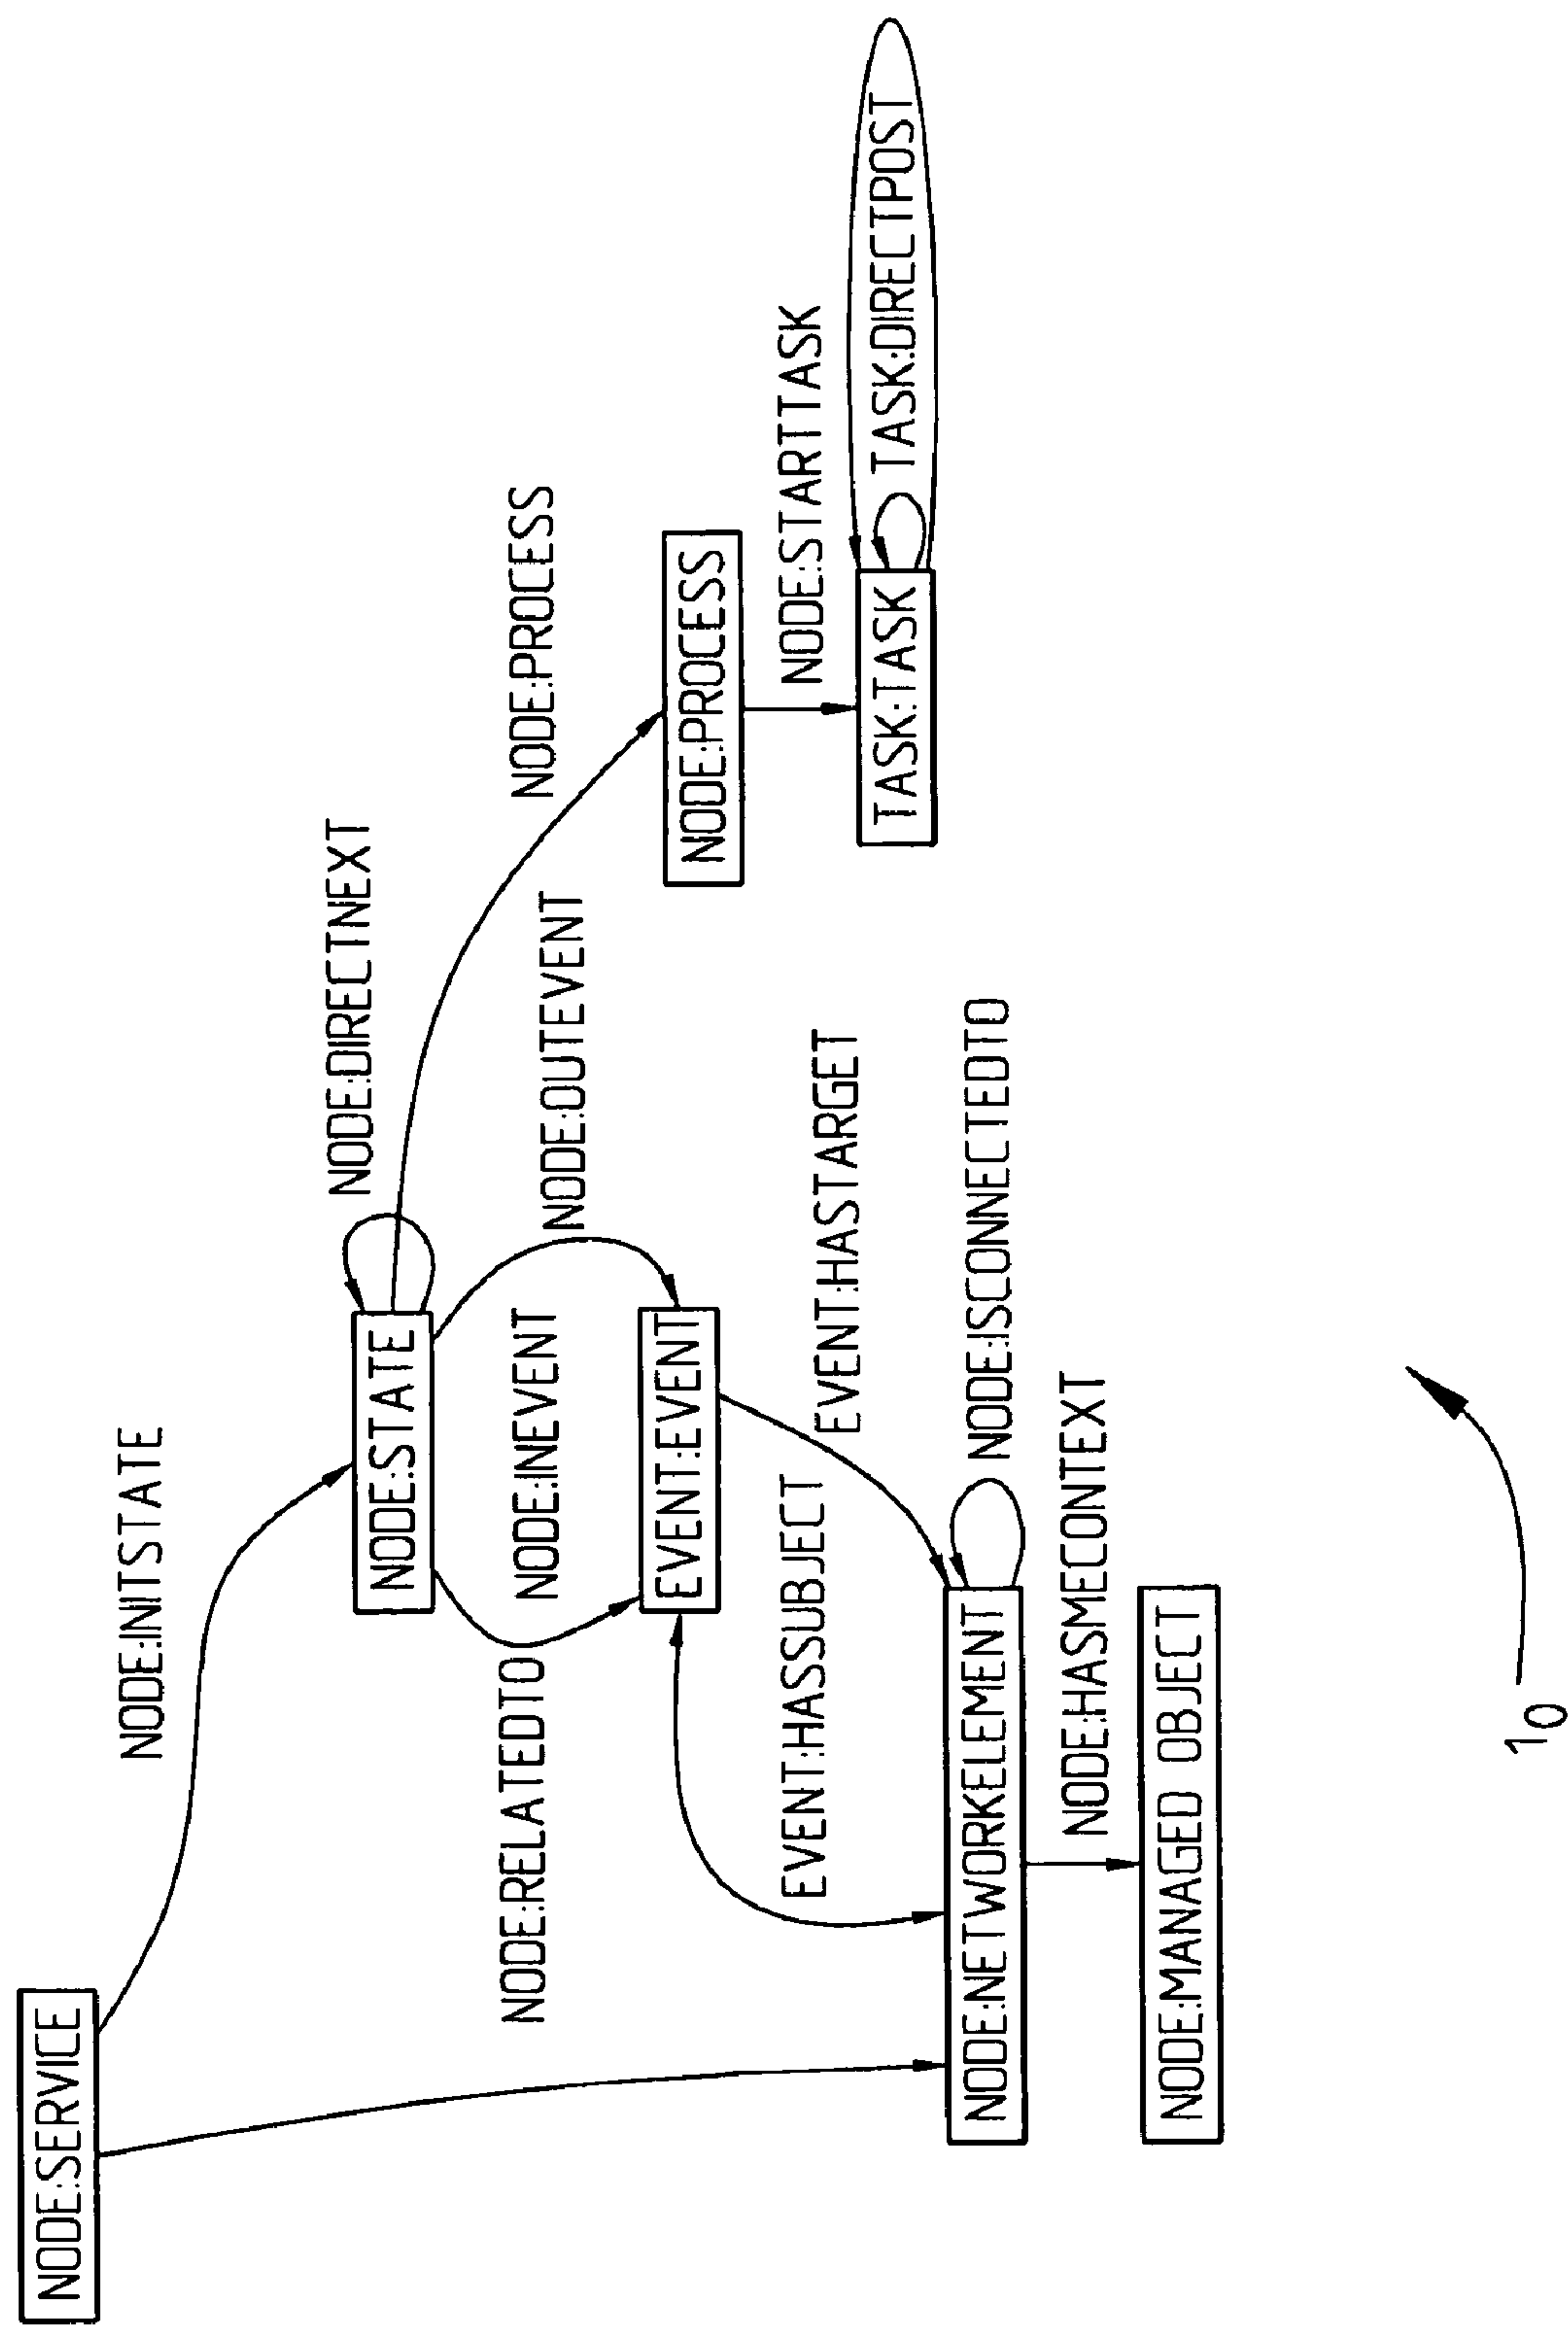 NODE:SERVICE
NODE:INITSTATE
NODE:DIRECTNEXT
NODE:STATE
NODE:PROCESS
NODE:RELATEDTO
NODE:INEVENT
NODE:OUTEVENT
EVENT:EVENT
NODE:PROCESS
NODE:STARTTASK
EVENT:HASSUBJECT
EVENT:HASTARGET
TASK:TASK
TASK:DIRECTPOST
NODE:NETWORKELEMENT
NODE:ISCONNECTEDTO
NODE:HASMECONTEXT
NODE:MANAGED OBJECT
10